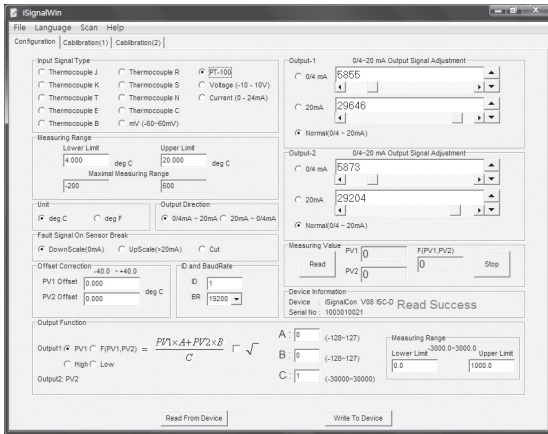 iSignalWin
File Language Scan Help
Configuration Cablibration(1) Cablibration(2)
Input Signal Type
Thermocouple J Thermocouple R PT-100
Thermocouple K Thermocouple S Voltage (-10 - 10V)
Thermocouple T Thermocouple N Current (0 - 24mA)
Thermocouple E Thermocouple C
Thermocouple B mV (-60~60mV)
Measuring Range
Lower Limit Upper Limit
4.000 deg C 20.000 deg C
Maximal Measuring Range
-200 600
Unit
deg C deg F
Output Direction
0/4mA ~ 20mA 20mA ~ 0/4mA
Fault Signal On Sensor Break
DownScale(0mA) UpScale(>20mA) Cut
Offset Correction
-40.0 ~ +40.0
PV1 Offset 0.000
deg C
PV2 Offset 0.000
ID and BaudRate
ID 1
BR 19200
Output-1 0/4~20 mA Output Signal Adjustment
0/4 mA 5855
20mA 29646
Normal(0/4 ~ 20mA)
Output-2 0/4~20 mA Output Signal Adjustment
0/4 mA 5873
20mA 29204
Normal(0/4 ~ 20mA)
Measuring Value
Read PV1 0 F(PV1,PV2) 0 Stop
PV2 0
Device Information
Device : iSignalCon V08 ISC-D Read Success
Serial No : 1003010021
Output Function
Output1: PV1 F(PV1,PV2) = PV1×A+PV2×B / C √
High Low
Output2: PV2
A : 0 (-128~127)
B : 0 (-128~127)
C : 1 (-30000~30000)
Measuring Range
-3000.0~3000.0
Lower Limit Upper Limit
0.0 1000.0
Read From Device Write To Device